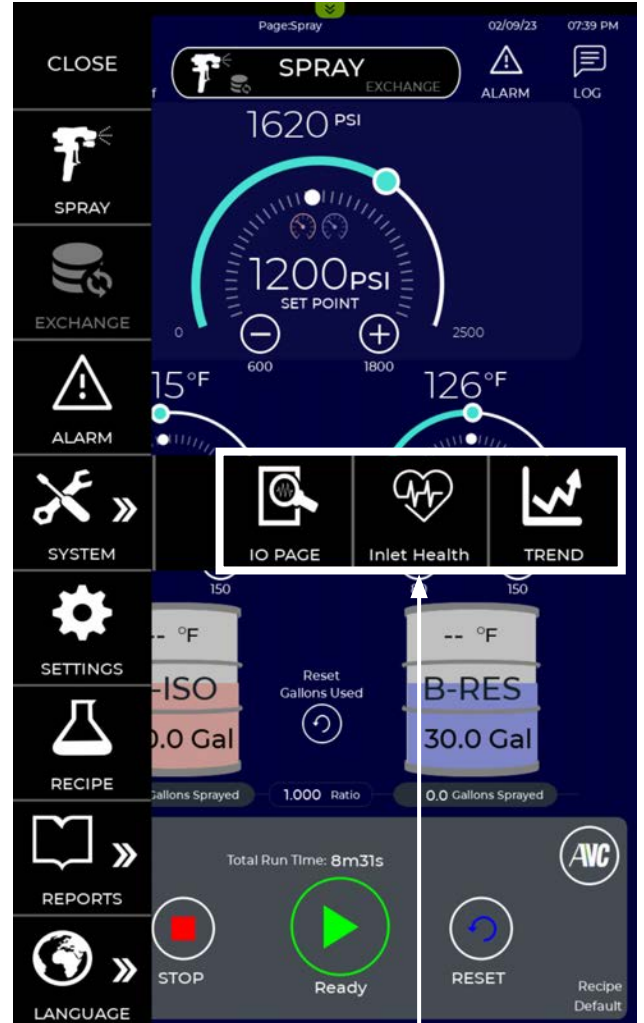 Page:Spray
02/09/23
07:39 PM
CLOSE
SPRAY
EXCHANGE
f
ALARM
LOG
1620 PSI
SPRAY
1200PSI
SET POINT
EXCHANGE
0
2500
600
1800
15°F
126°F
ALARM
SYSTEM
IO PAGE
Inlet Health
TREND
150
80
150
SETTINGS
-- °F
-- °F
-ISO
Reset
Gallons Used
B-RES
0.0 Gal
30.0 Gal
RECIPE
Gallons Sprayed
1.000 Ratio
0.0 Gallons Sprayed
Total Run TIme: 8m31s
AVC
REPORTS
STOP
Ready
RESET
LANGUAGE
Recipe
Default